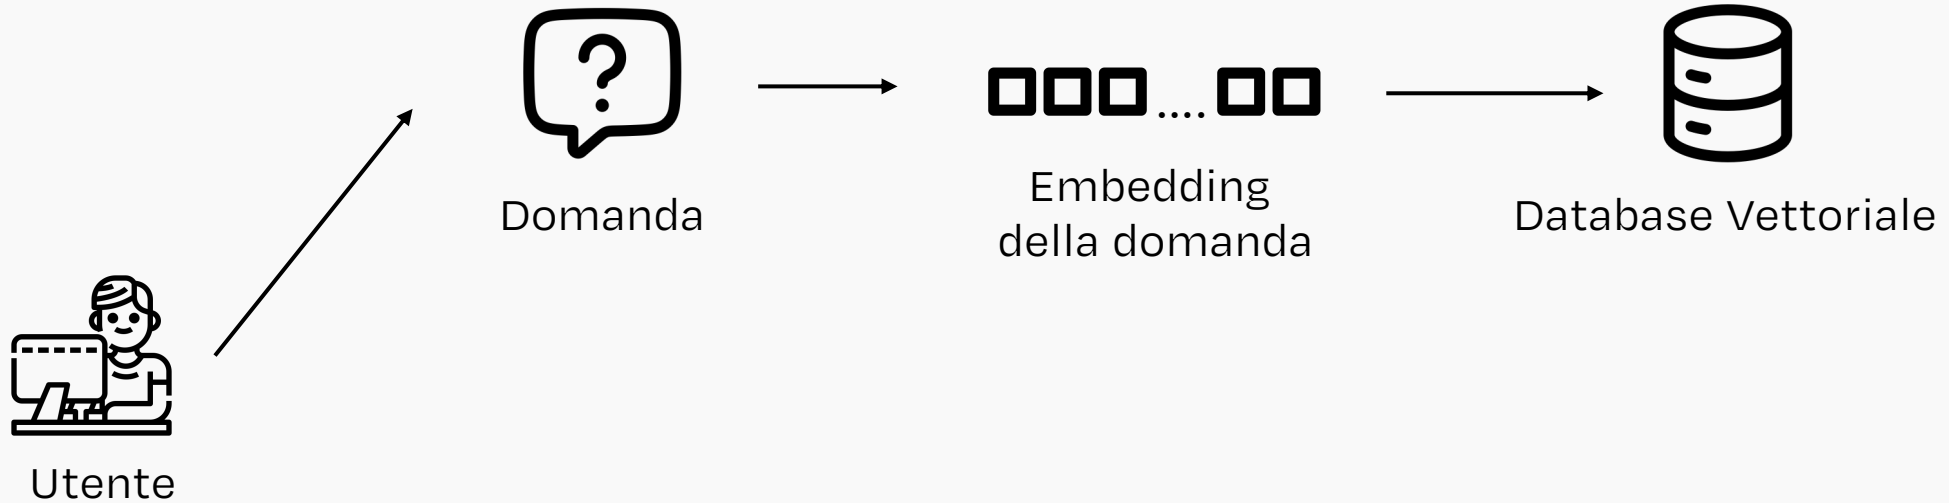 ?
....
Domanda
Embedding
della domanda
Database Vettoriale
Utente